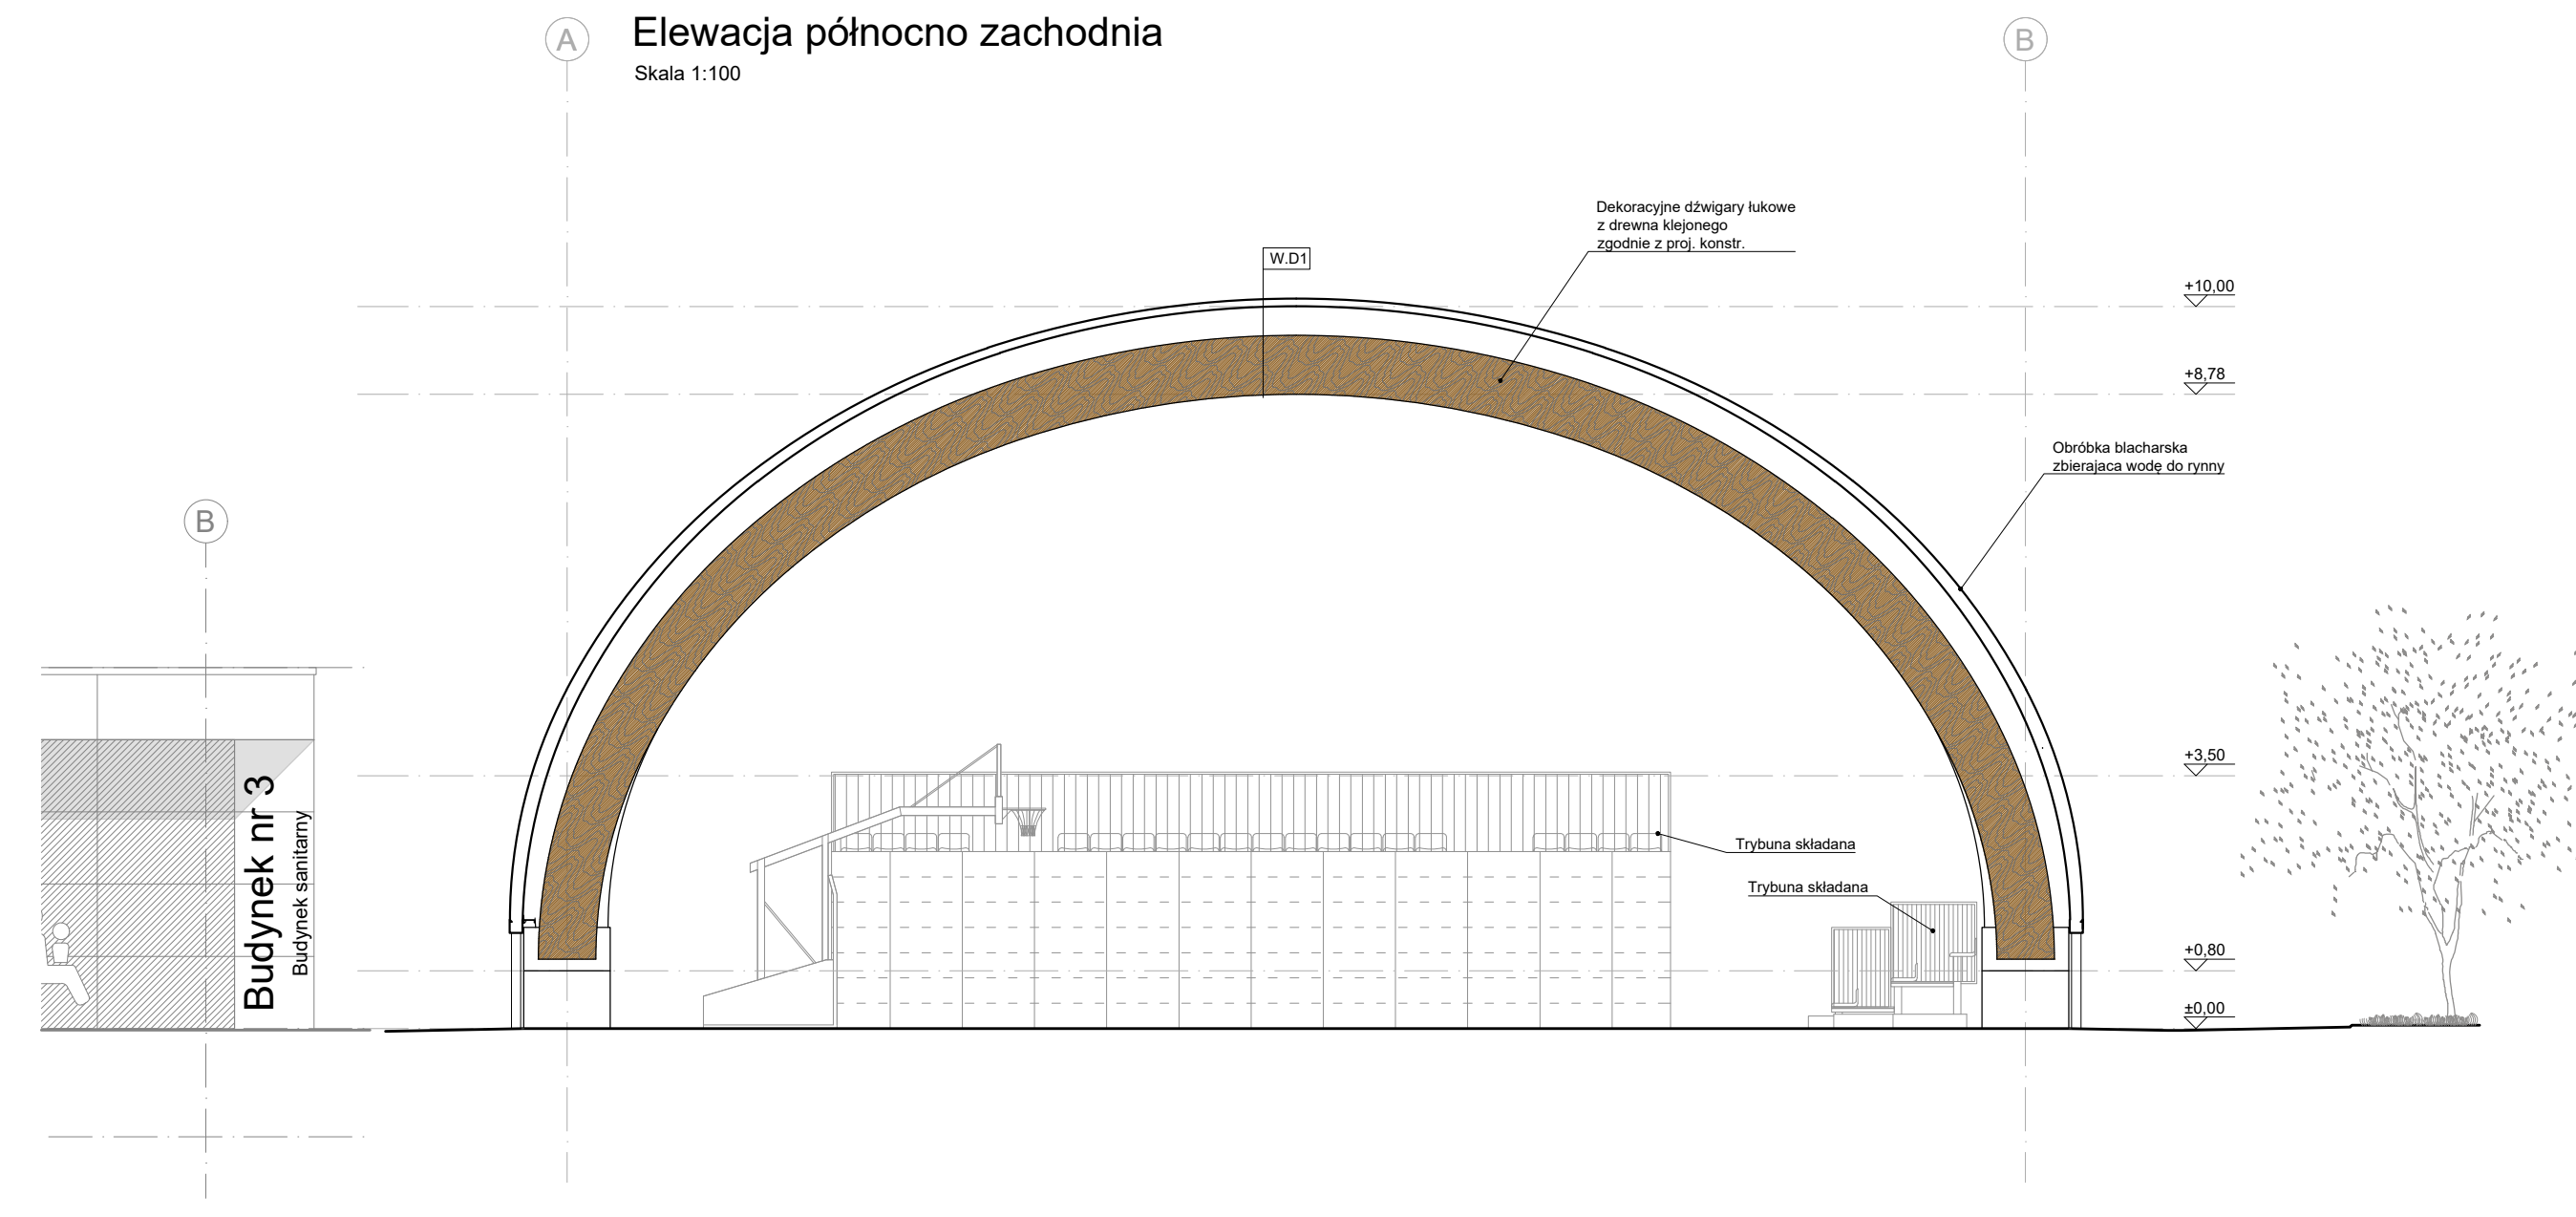 A
Elewacja północno zachodnia
B
Skala 1:100
Dekoracyjne dźwigary łukowe
z drewna klejonego
zgodnie z proj. konstr.
W.D1
+10,00
+8,78
Obróbka blacharska
zbierajaca wodę do rynny
B
+3,50
Budynek nr 3
Budynek sanitarny
Trybuna składana
Trybuna składana
+0,80
±0,00